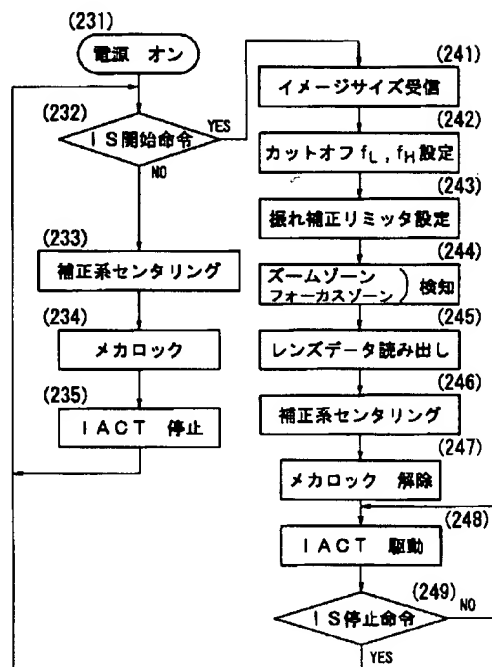 (231)
電源 オン
(232)
IS開始命令
YES
NO
(233)
補正系センタリング
(234)
メカロック
(235)
IACT 停止
(241)
イメージサイズ受信
(242)
カットオフ fL , fH 設定
(243)
振れ補正リミッタ設定
(244)
ズームゾーン
フォーカスゾーン ) 検知
(245)
レンズデータ読み出し
(246)
補正系センタリング
(247)
メカロック 解除
(248)
IACT 駆動
(249)
IS停止命令
NO
YES